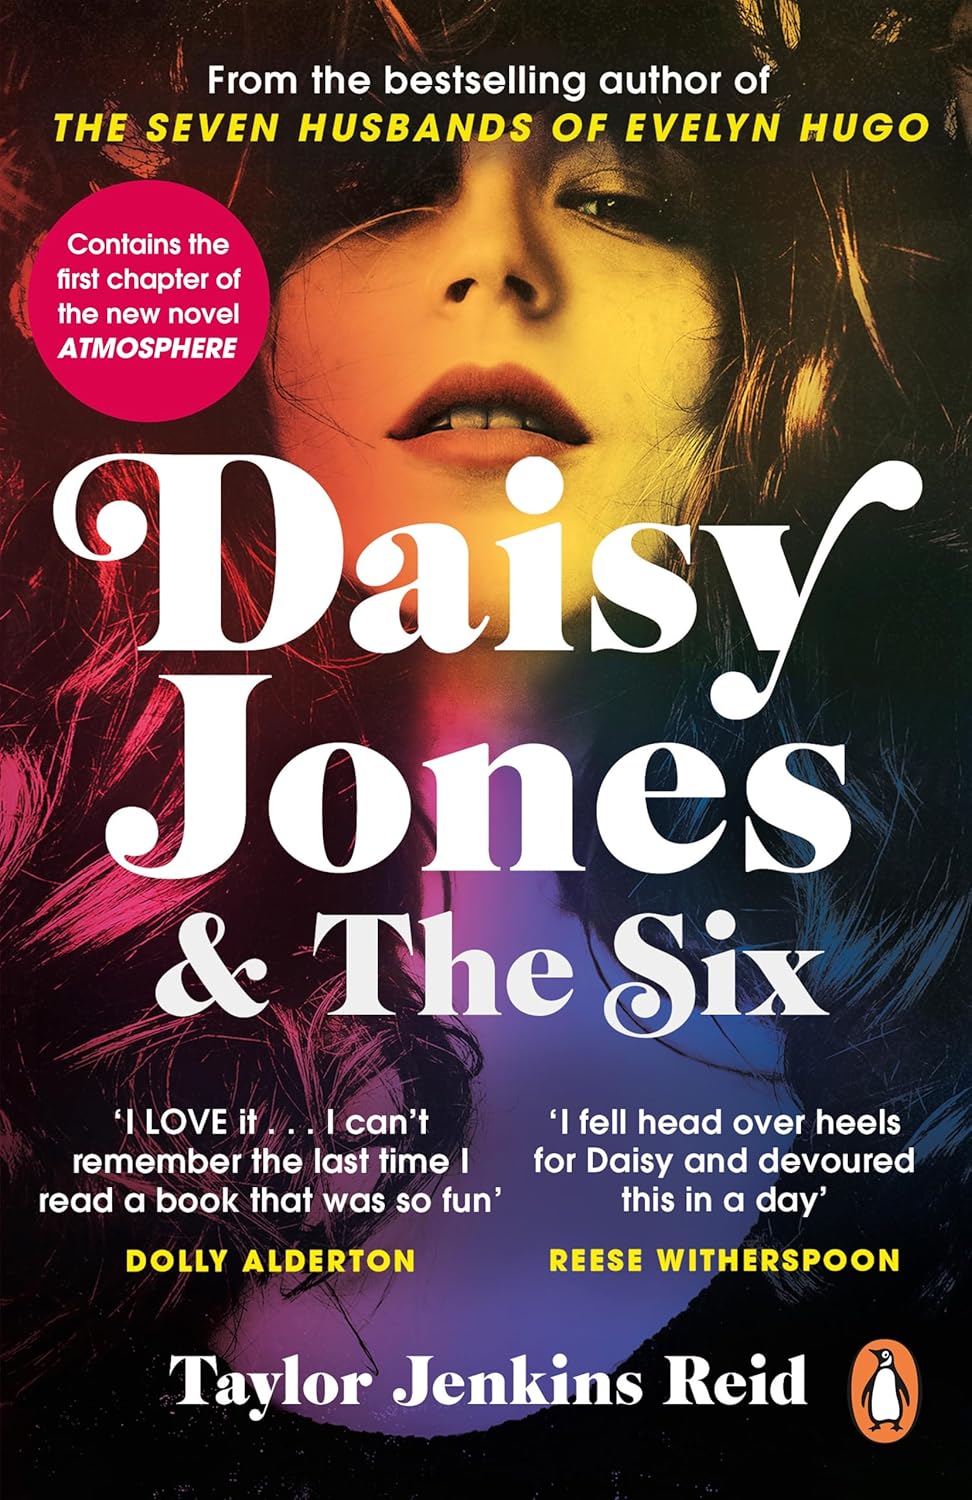 From the bestselling author of
THE SEVEN HUSBANDS OF EVELYN HUGO
Contains the
first chapter of
the new novel
ATMOSPHERE
Daisy
Jones
& The Six
‘I LOVE it . . . I can’t
remember the last time I
read a book that was so fun’
DOLLY ALDERTON
‘I fell head over heels
for Daisy and devoured
this in a day’
REESE WITHERSPOON
Taylor Jenkins Reid